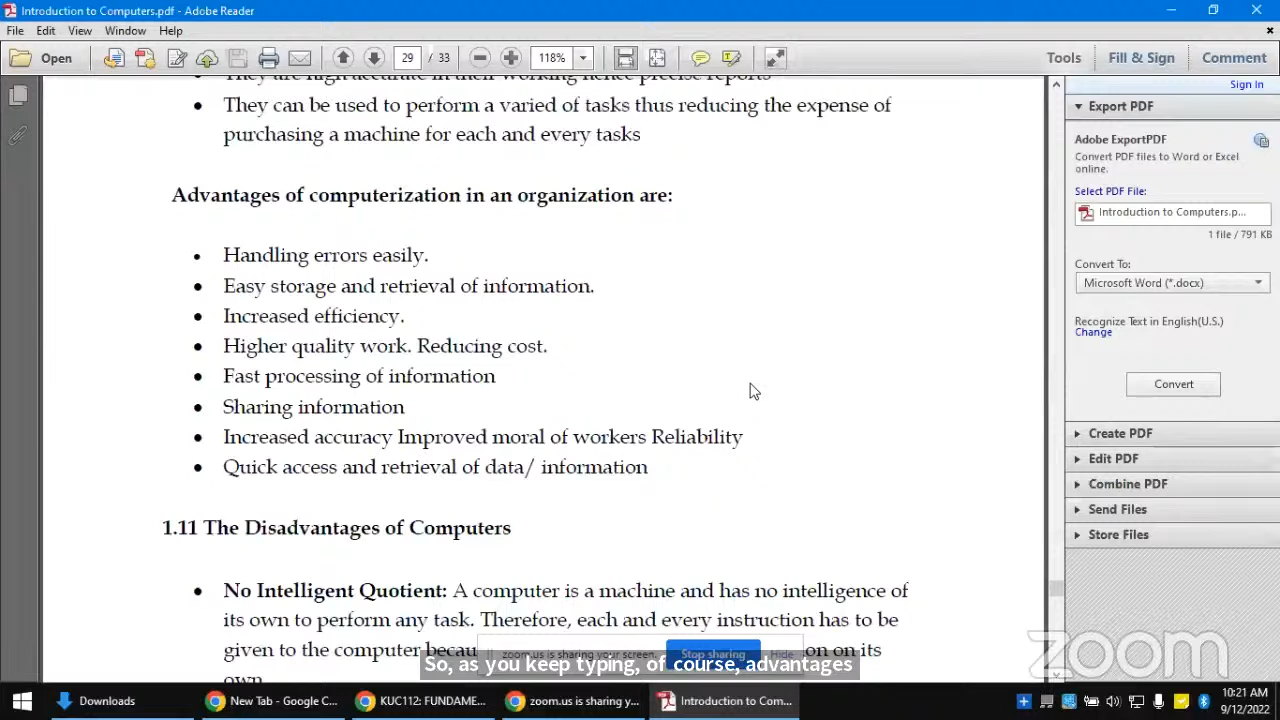 Introduction to Computers.pdf - Adobe Reader
File Edit View Window Help
Open 29 / 33 118% Tools Fill & Sign Comment
They are high accurate in their working hence precise reports
They can be used to perform a varied of tasks thus reducing the expense of
purchasing a machine for each and every tasks
Advantages of computerization in an organization are:
Handling errors easily.
Easy storage and retrieval of information.
Increased efficiency.
Higher quality work. Reducing cost.
Fast processing of information
Sharing information
Increased accuracy Improved moral of workers Reliability
Quick access and retrieval of data/ information
1.11 The Disadvantages of Computers
No Intelligent Quotient: A computer is a machine and has no intelligence of
its own to perform any task. Therefore, each and every instruction has to be
given to the computer on its
own
Sign In
Export PDF
Adobe ExportPDF
Convert PDF files to Word or Excel
online.
Select PDF File:
Introduction to Computers.p...
1 file / 791 KB
Convert To:
Microsoft Word (*.docx)
Recognize Text in English(U.S.)
Change
Convert
Create PDF
Edit PDF
Combine PDF
Send Files
Store Files
zoom.us is sharing your screen. Stop sharing Hide
So, as you keep typing, of course, advantages
zoom
Downloads New Tab - Google C... KUC112: FUNDAME... zoom.us is sharing y... Introduction to Com...
10:21 AM
9/12/2022